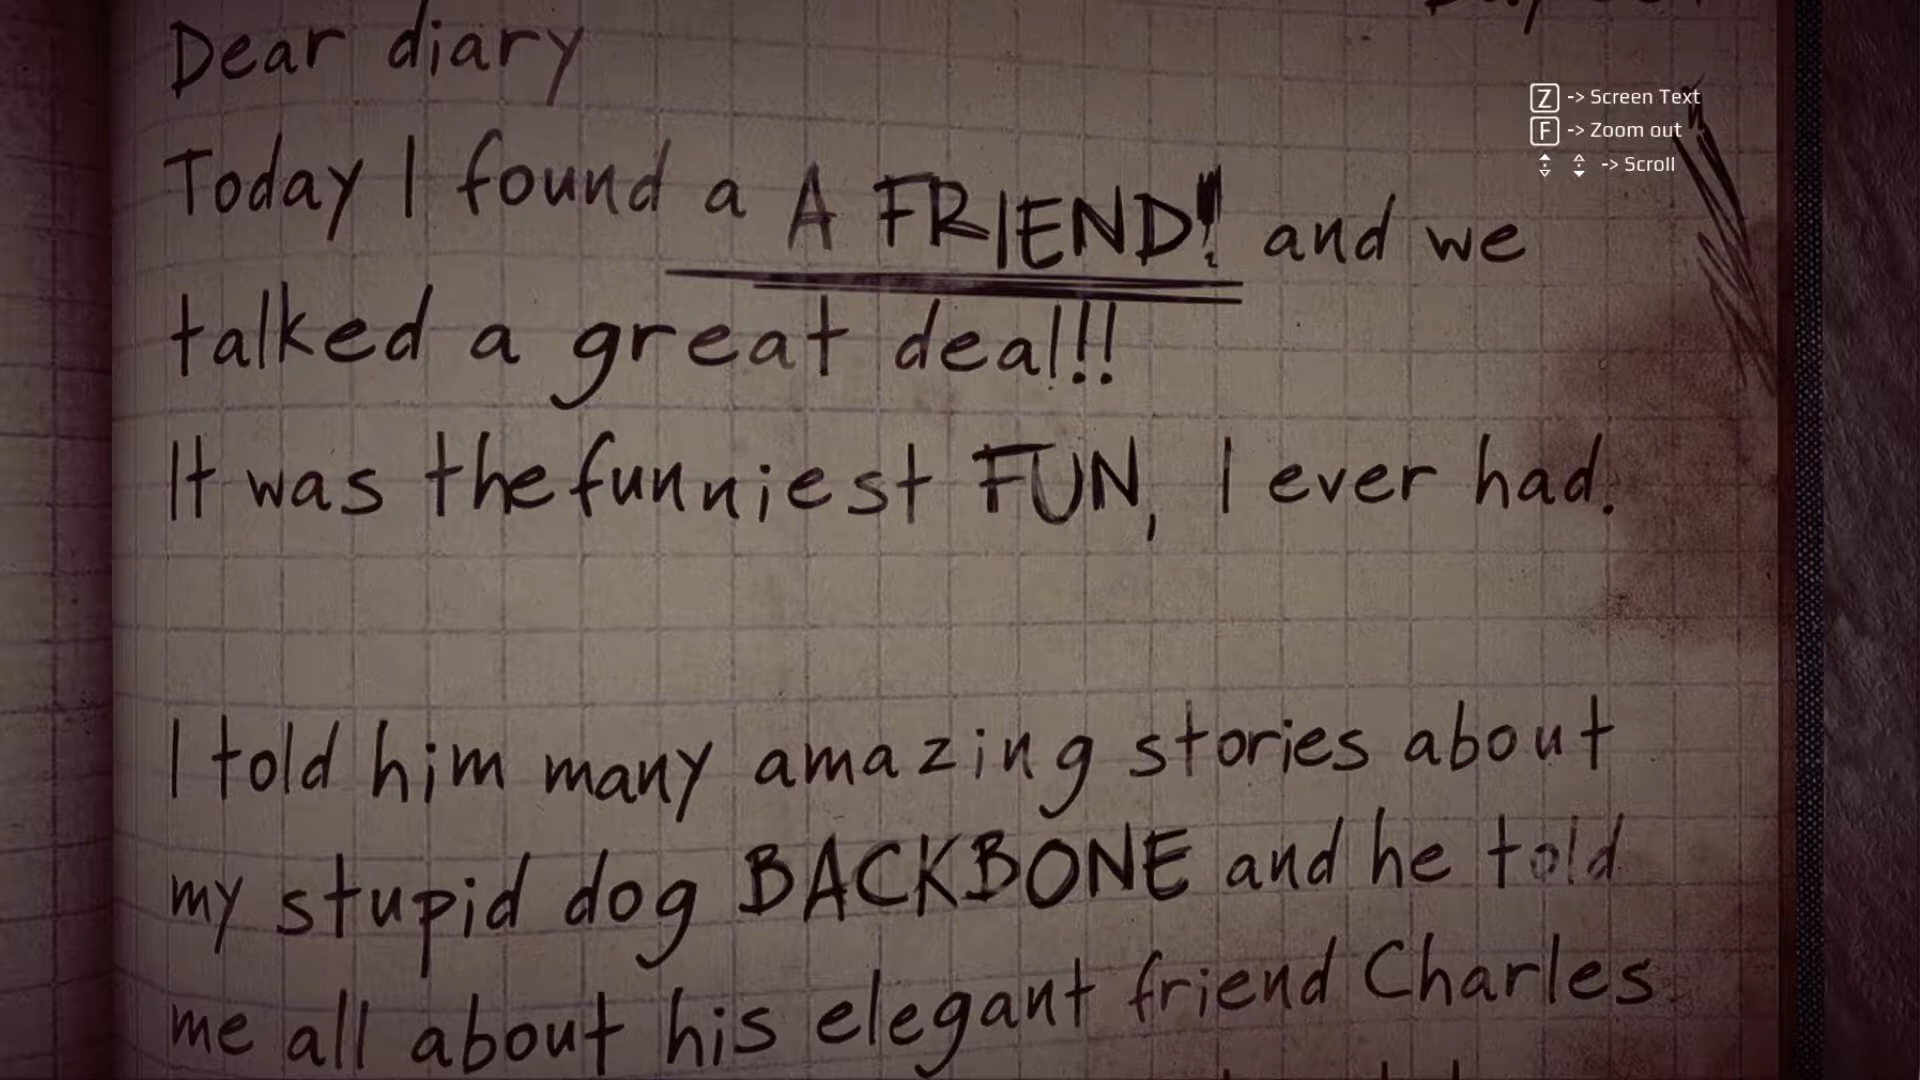 Dear diary
Z -> Screen Text
F -> Zoom out
-> Scroll
Today I found a A FRIEND! and we
talked a great deal!!
It was the funniest FUN, I ever had.
I told him many amazing stories about
my stupid dog BACKBONE and he told
me all about his elegant friend Charles